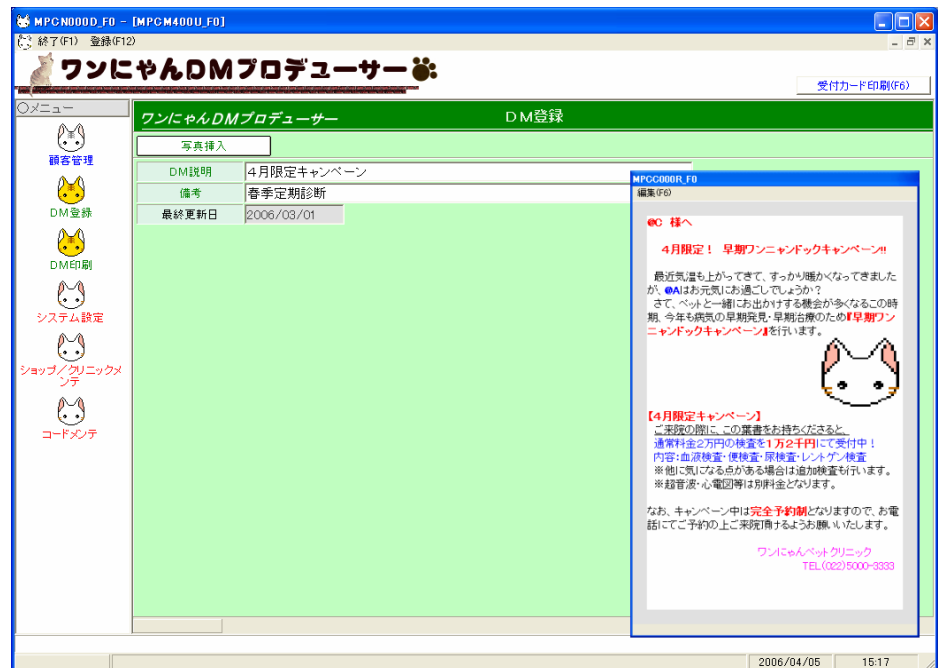 MPCN000D_F0 - [MPCM400U_F0]
終了(F1) 登録(F12)
ワンにゃんDMプロデューサー
受付カード印刷(F6)
○メニュー
顧客管理
DM登録
DM印刷
システム設定
ショップ/クリニックメ
ンテ
コードメンテ
ワンにゃんDMプロデューサー
DM登録
写真挿入
DM説明 4月限定キャンペーン
備考 春季定期診断
最終更新日 2006/03/01
MPCC000R_F0
編集(F6)
@C 様へ
4月限定! 早期ワンニャンドックキャンペーン!!
最近気温も上がってきて、すっかり暖かくなってきました
が、@Aはお元気にお過ごしでしょうか?
さて、ペットと一緒にお出かけする機会が多くなるこの時
期、今年も病気の早期発見・早期治療のため『早期ワン
ニャンドックキャンペーン』を行います。
【4月限定キャンペーン】
ご来院の際に、この葉書をお持ちくださると、
通常料金2万円の検査を1万2千円にて受付中!
内容:血液検査・便検査・尿検査・レントゲン検査
※他に気になる点がある場合は追加検査も行います。
※超音波・心電図等は別料金となります。
なお、キャンペーン中は完全予約制となりますので、お電
話にてご予約の上ご来院頂けるようお願いいたします。
ワンにゃんペットクリニック
TEL(022)5000-3333
2006/04/05 15:17